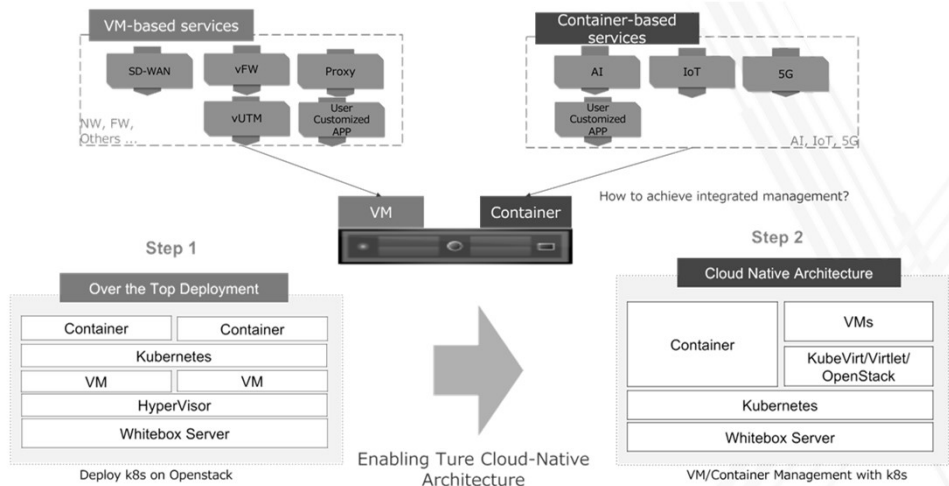 VM-based services
SD-WAN
vFW
Proxy
vUTM
User
Customized
APP
NW, FW,
Others ...
Container-based
services
AI
IoT
5G
User
Customized
APP
AI, IoT, 5G
How to achieve integrated management?
VM
Container
Step 1
Over the Top Deployment
Container
Container
Kubernetes
VM
VM
HyperVisor
Whitebox Server
Deploy k8s on Openstack
Enabling Ture Cloud-Native
Architecture
Step 2
Cloud Native Architecture
Container
VMs
KubeVirt/Virtlet/
OpenStack
Kubernetes
Whitebox Server
VM/Container Management with k8s